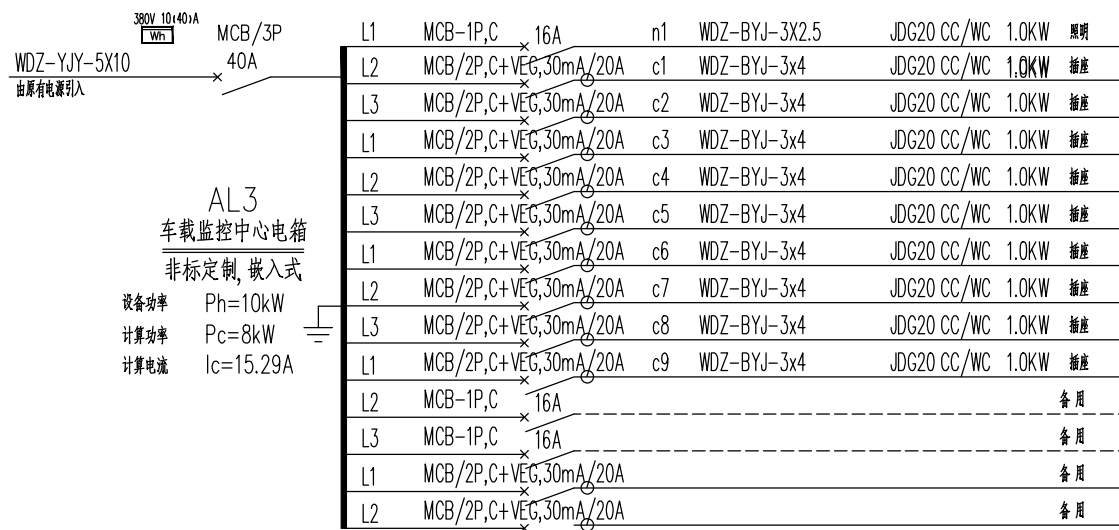 380V 10(40)A
Wh
MCB/3P
WDZ-YJY-5X10
40A
由原有电源引入
AL3
车载监控中心电箱
非标定制,嵌入式
设备功率 Ph=10kW
计算功率 Pc=8kW
计算电流 Ic=15.29A
L1 MCB-1P,C 16A n1 WDZ-BYJ-3X2.5 JDG20 CC/WC 1.0KW 照明
L2 MCB/2P,C+VEG,30mA/20A c1 WDZ-BYJ-3x4 JDG20 CC/WC 1.0KW 插座
L3 MCB/2P,C+VEG,30mA/20A c2 WDZ-BYJ-3x4 JDG20 CC/WC 1.0KW 插座
L1 MCB/2P,C+VEG,30mA/20A c3 WDZ-BYJ-3x4 JDG20 CC/WC 1.0KW 插座
L2 MCB/2P,C+VEG,30mA/20A c4 WDZ-BYJ-3x4 JDG20 CC/WC 1.0KW 插座
L3 MCB/2P,C+VEG,30mA/20A c5 WDZ-BYJ-3x4 JDG20 CC/WC 1.0KW 插座
L1 MCB/2P,C+VEG,30mA/20A c6 WDZ-BYJ-3x4 JDG20 CC/WC 1.0KW 插座
L2 MCB/2P,C+VEG,30mA/20A c7 WDZ-BYJ-3x4 JDG20 CC/WC 1.0KW 插座
L3 MCB/2P,C+VEG,30mA/20A c8 WDZ-BYJ-3x4 JDG20 CC/WC 1.0KW 插座
L1 MCB/2P,C+VEG,30mA/20A c9 WDZ-BYJ-3x4 JDG20 CC/WC 1.0KW 插座
L2 MCB-1P,C 16A 备用
L3 MCB-1P,C 16A 备用
L1 MCB/2P,C+VEG,30mA/20A 备用
L2 MCB/2P,C+VEG,30mA/20A 备用